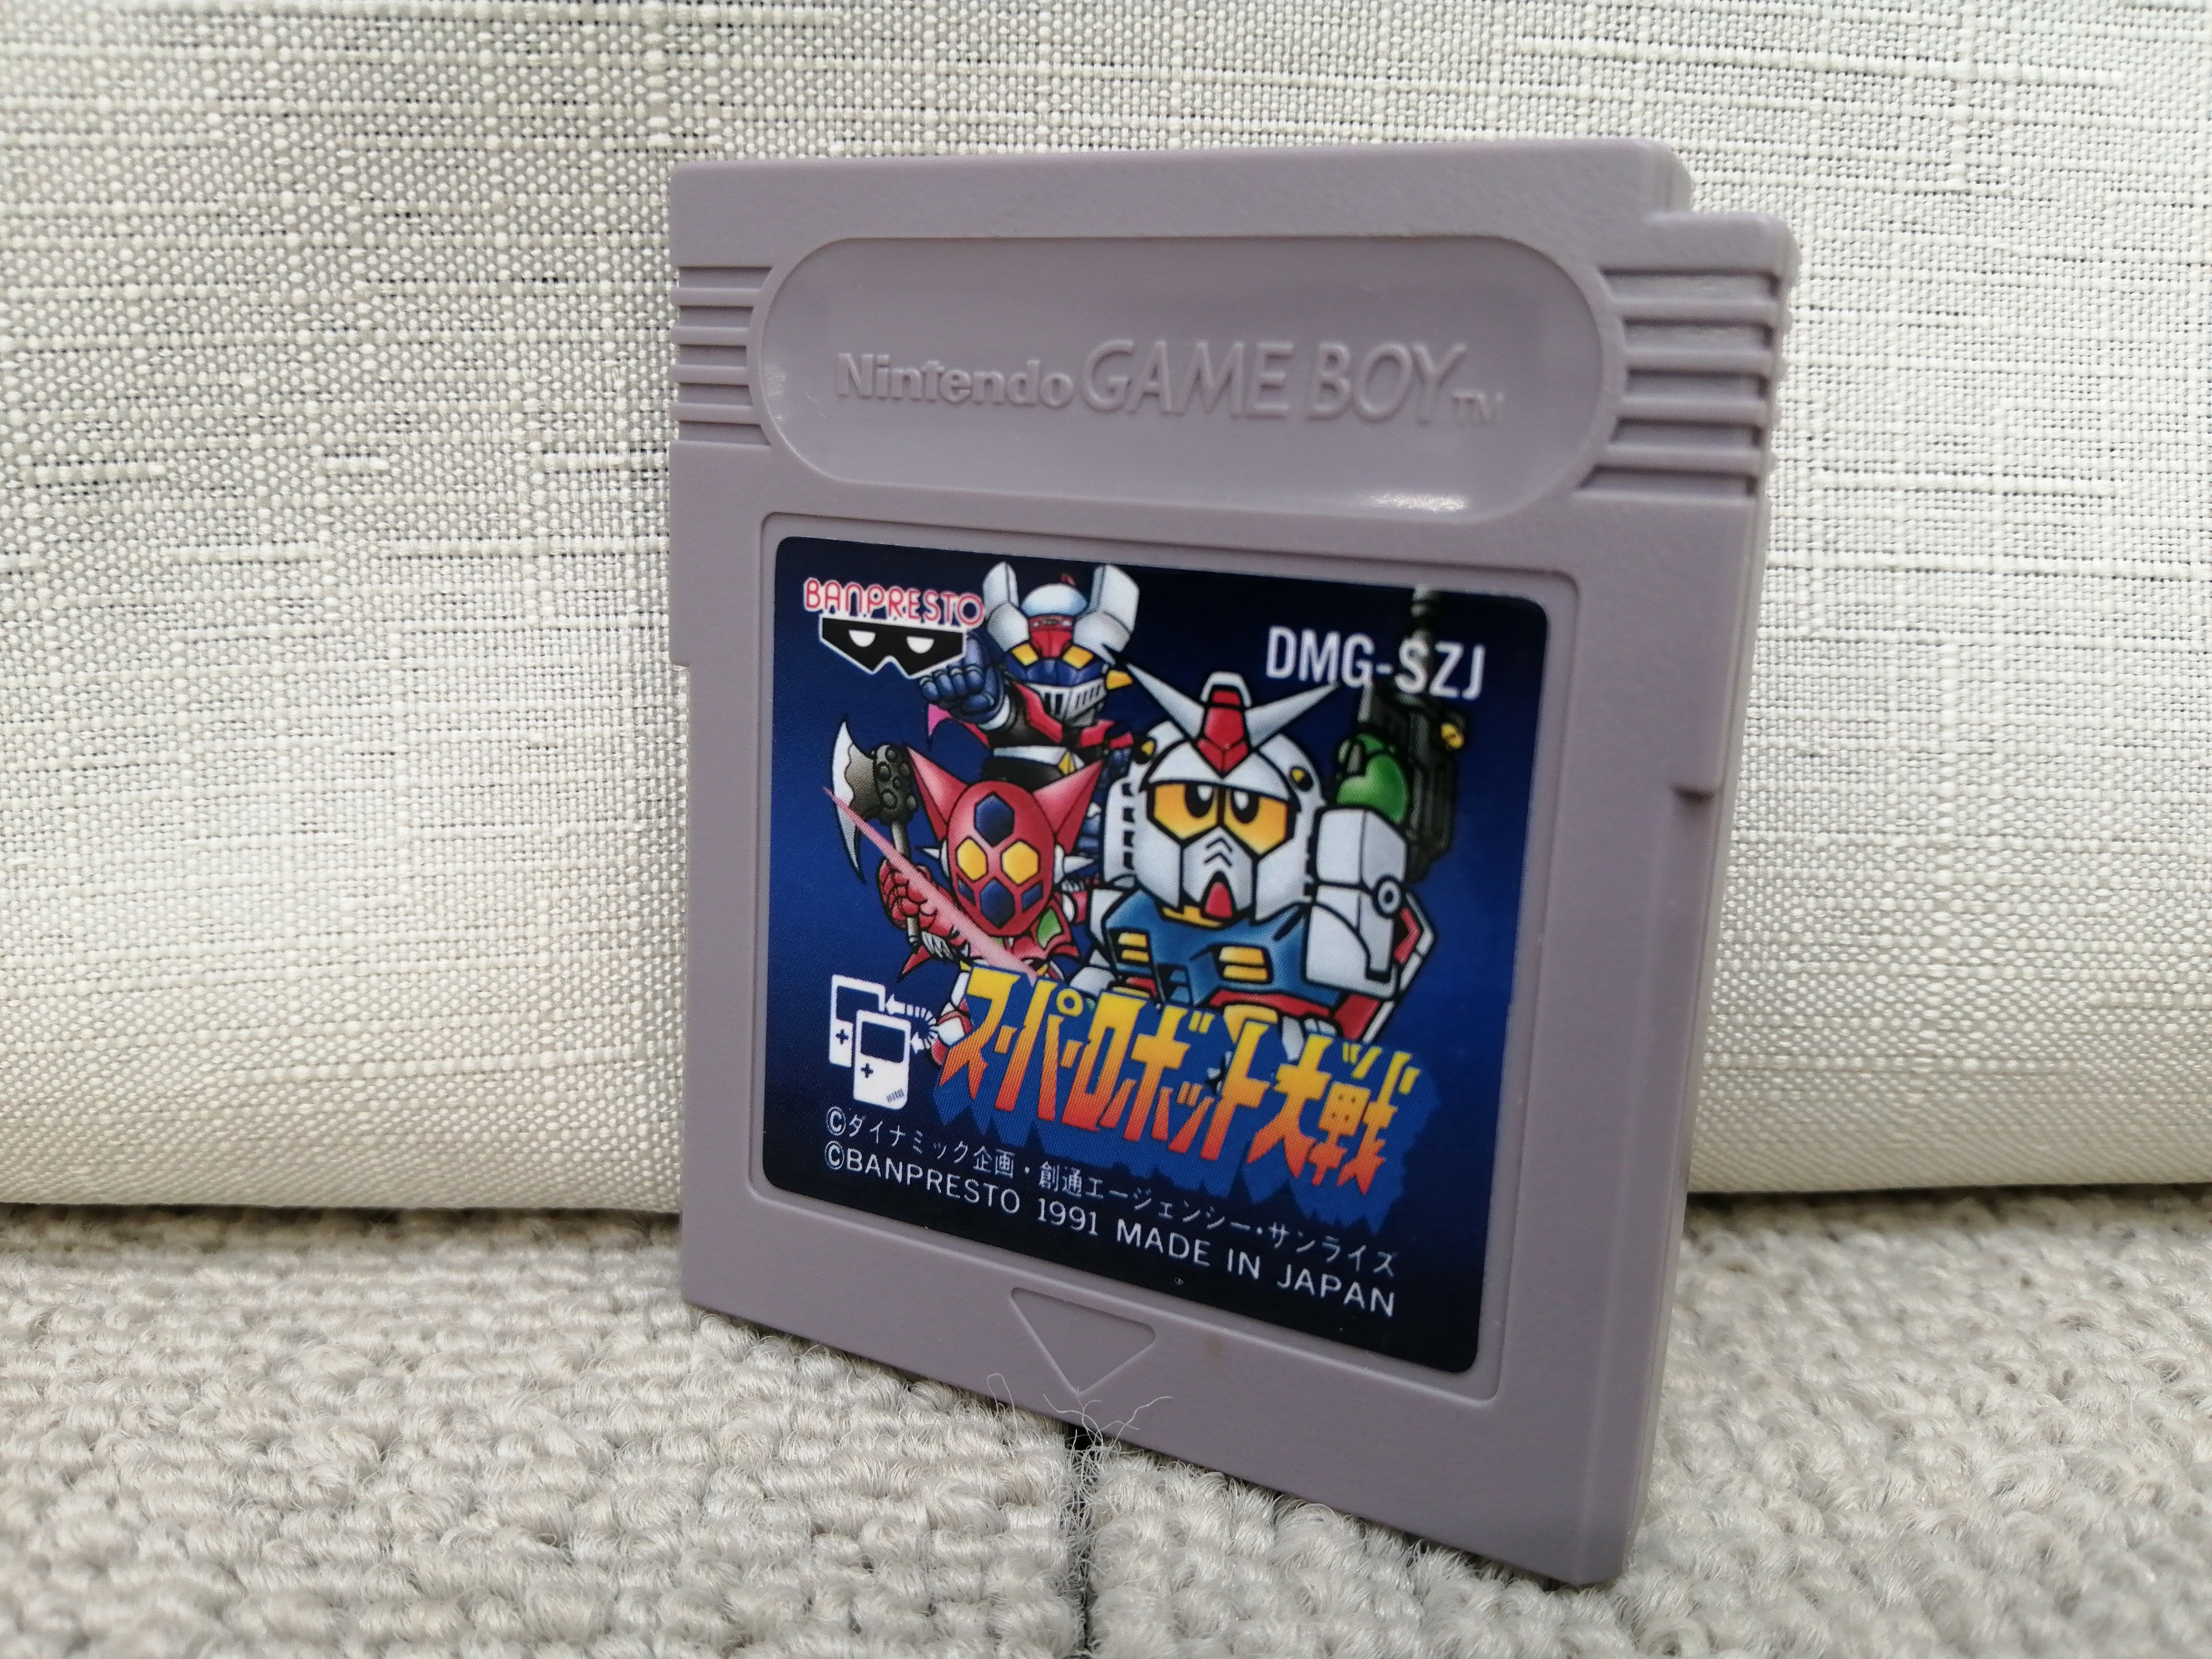 Nintendo GAME BOY TM
BANPRESTO
DMG-SZJ
スーパーロボット大戦
©ダイナミック企画・創通エージェンシー・サンライズ
©BANPRESTO 1991 MADE IN JAPAN